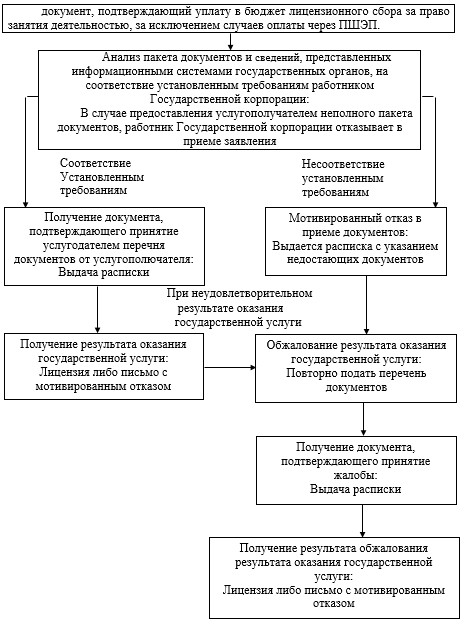 документ, подтверждающий уплату в бюджет лицензионного сбора за право
занятия деятельностью, за исключением случаев оплаты через ПШЭП.
Анализ пакета документов и сведений, представленных
информационными системами государственных органов, на
соответствие установленным требованиям работником
Государственной корпорации:
В случае предоставления услугополучателем неполного пакета
документов, работник Государственной корпорации отказывает в
приеме заявления
Соответствие
Установленным
требованиям
Несоответствие
установленным
требованиям
Получение документа,
подтверждающего принятие
услугодателем перечня
документов от услугополючателя:
Выдача расписки
Мотивированный отказ в
приеме документов:
Выдается расписка с указанием
недостающих документов
При неудовлетворительном
результате оказания
государственной услуги
Получение результата оказания
государственной услуги:
Лицензия либо письмо с
мотивированным отказом
Обжалование результата оказания
государственной услуги:
Повторно подать перечень
документов
Получение документа,
подтверждающего принятие
жалобы:
Выдача расписки
Получение результата обжалования
результата оказания государственной
услуги:
Лицензия либо письмо с мотивированным
отказом